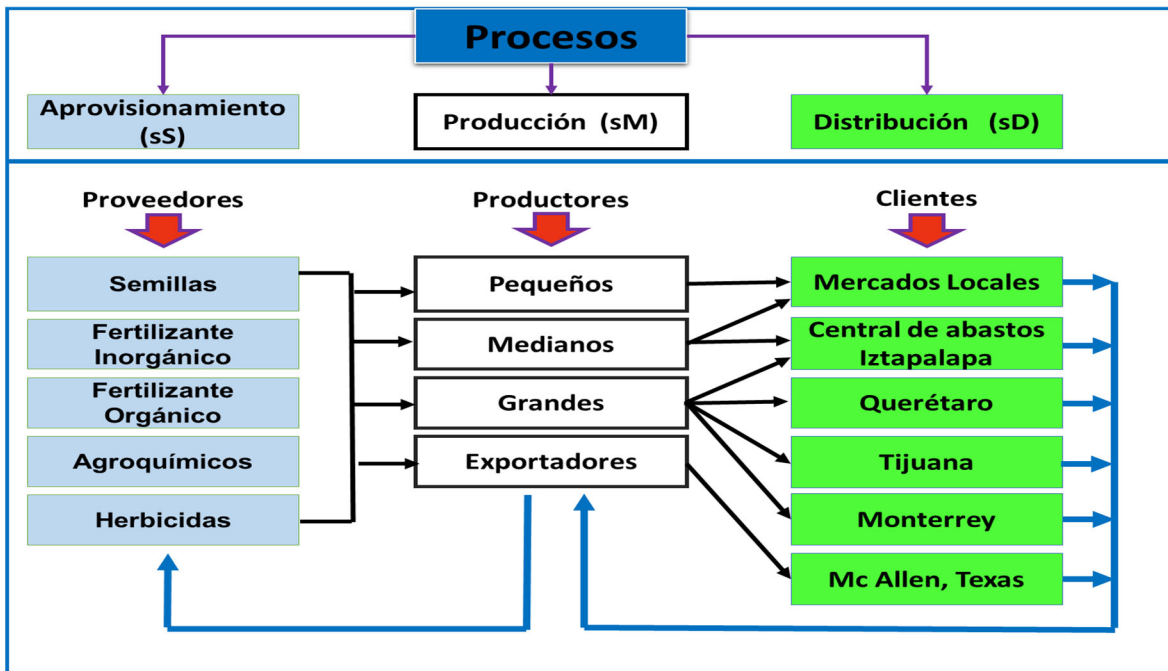 Procesos
Aprovisionamiento
(sS)
Producción (sM)
Distribución (sD)
Proveedores
Productores
Clientes
Semillas
Pequeños
Mercados Locales
Fertilizante
Inorgánico
Medianos
Central de abastos
Iztapalapa
Fertilizante
Orgánico
Grandes
Querétaro
Agroquímicos
Exportadores
Tijuana
Herbicidas
Monterrey
Mc Allen, Texas